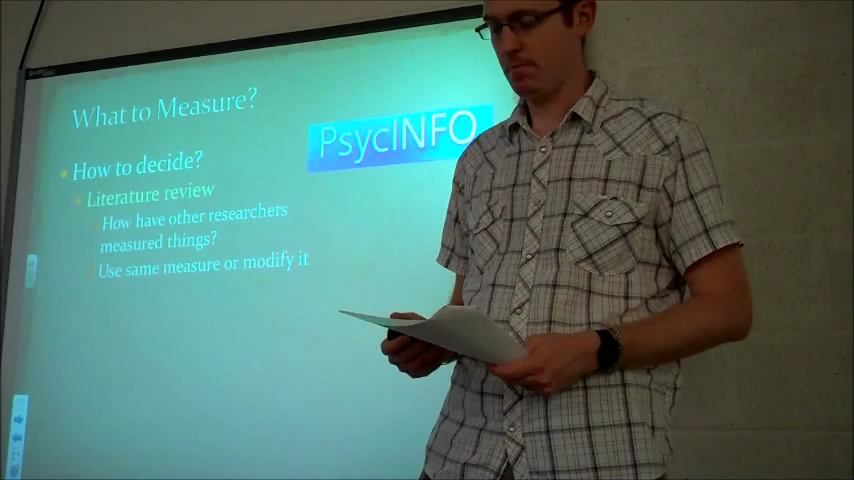 What to Measure?
PsycINFO
How to decide?
Literature review
How have other researchers
measured things?
Use same measure or modify it